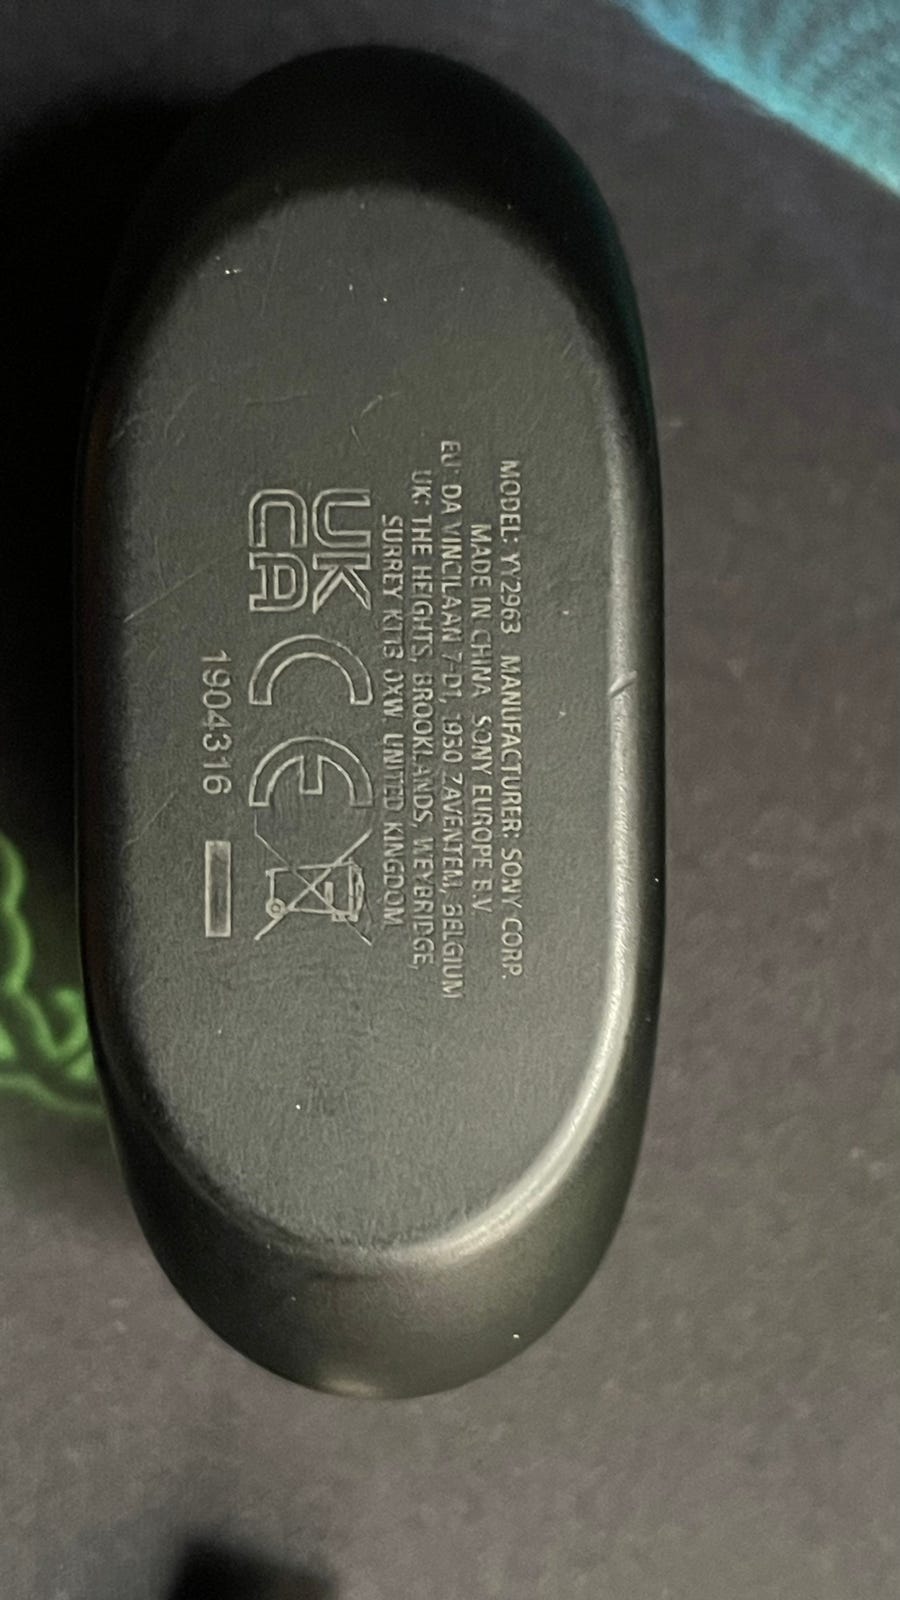 MODEL: YY2963 MANUFACTURER: SONY CORP.
MADE IN CHINA SONY EUROPE B.V.
EU: DA VINCILAAN 7-D1, 1930 ZAVENTEM, BELGIUM
UK: THE HEIGHTS, BROOKLANDS, WEYBRIDGE,
SURREY KT13 0XW UNITED KINGDOM
UK
CA CE
1904316